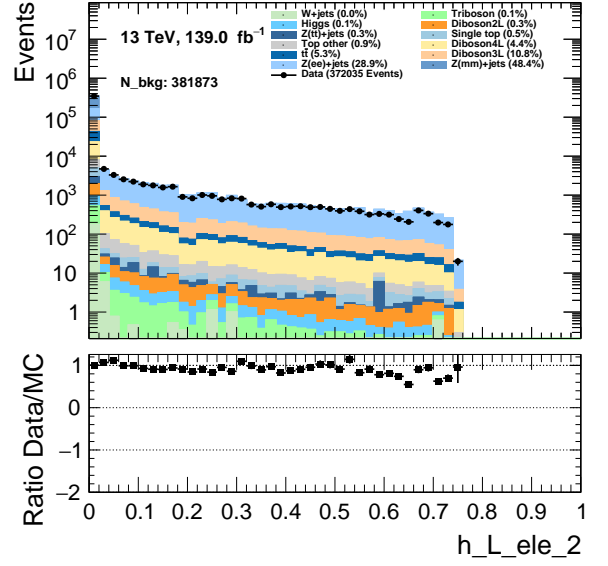 Events
13 TeV, 139.0 fb⁻¹
N_bkg: 381873
W+jets (0.0%)
Higgs (0.1%)
Z(tt)+jets (0.3%)
Top other (0.9%)
tt̄ (5.3%)
Z(ee)+jets (28.9%)
Data (372035 Events)
Triboson (0.1%)
Diboson2L (0.3%)
Single top (0.5%)
Diboson4L (4.4%)
Diboson3L (10.8%)
Z(mm)+jets (48.4%)
10⁷
10⁶
10⁵
10⁴
10³
10²
10
1
Ratio Data/MC
1
0
−1
−2
0 0.1 0.2 0.3 0.4 0.5 0.6 0.7 0.8 0.9 1
h_L_ele_2